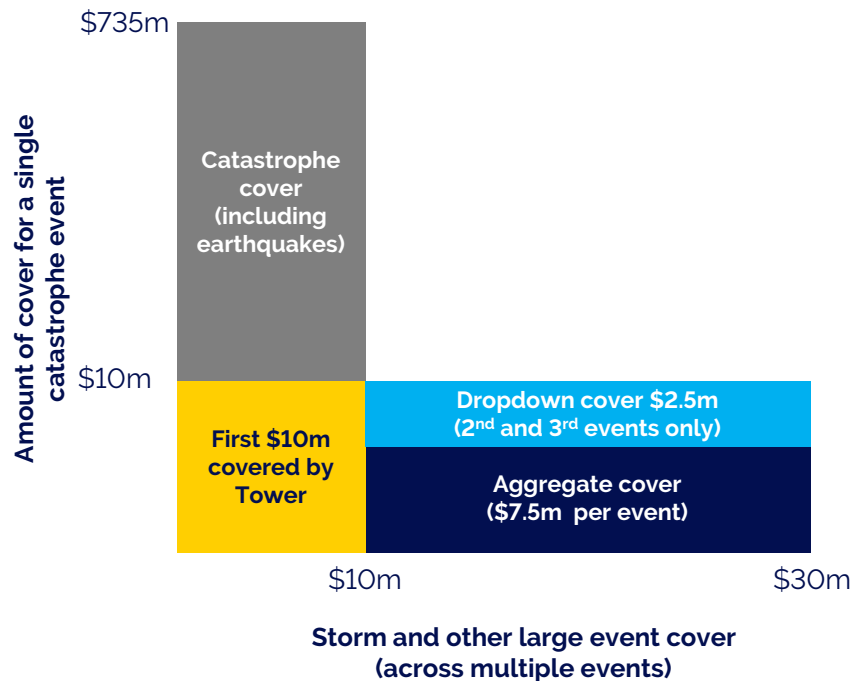 $735m
Amount of cover for a single
catastrophe event
Catastrophe
cover
(including
earthquakes)
$10m
First $10m
covered by
Tower
Dropdown cover $2.5m
(2nd and 3rd events only)
Aggregate cover
($7.5m per event)
$10m
$30m
Storm and other large event cover
(across multiple events)